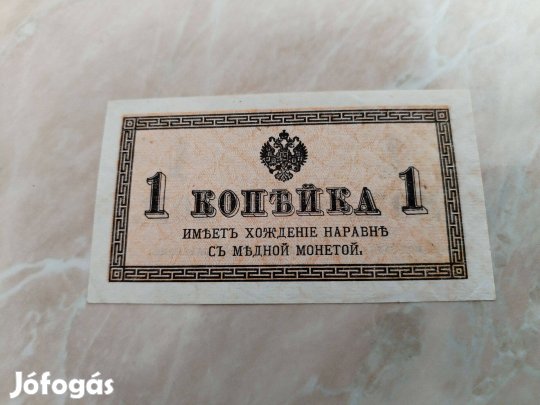 1 КОПѢЙКА 1
ИМѢЕТЪ ХОЖДЕНІЕ НАРАВНѢ
СЪ МѢДНОЙ МОНЕТОЙ.
Jófogás